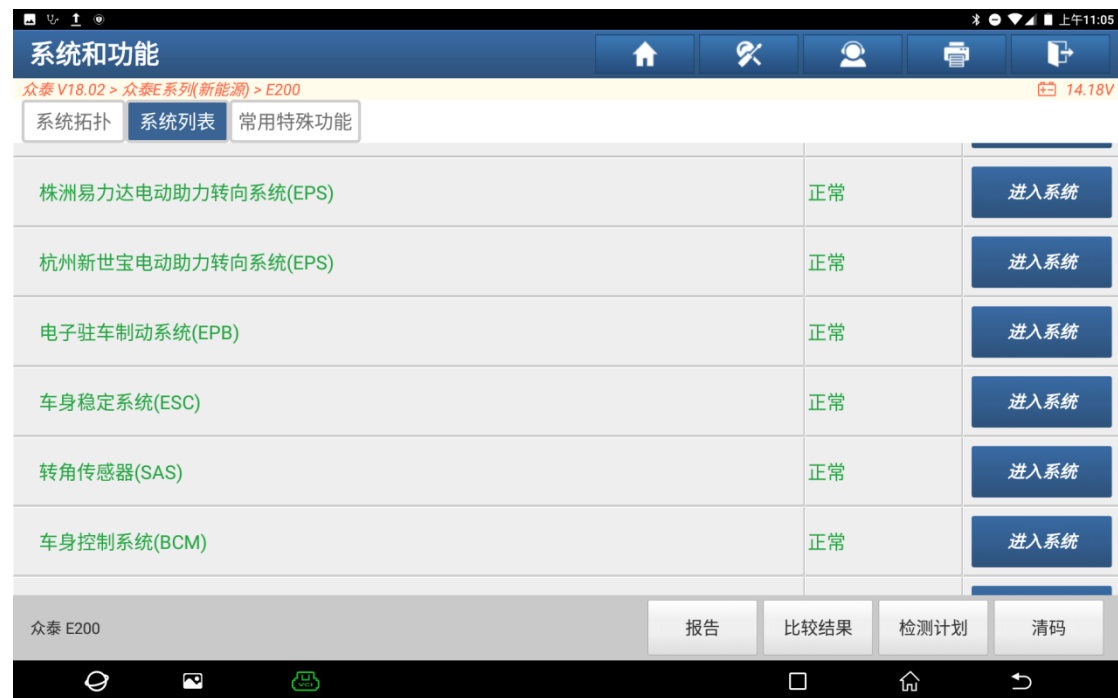 上午11:05
系统和功能
众泰 V18.02 > 众泰E系列(新能源) > E200
14.18V
系统拓扑 系统列表 常用特殊功能
株洲易力达电动助力转向系统(EPS) 正常 进入系统
杭州新世宝电动助力转向系统(EPS) 正常 进入系统
电子驻车制动系统(EPB) 正常 进入系统
车身稳定系统(ESC) 正常 进入系统
转角传感器(SAS) 正常 进入系统
车身控制系统(BCM) 正常 进入系统
众泰 E200 报告 比较结果 检测计划 清码
VCI